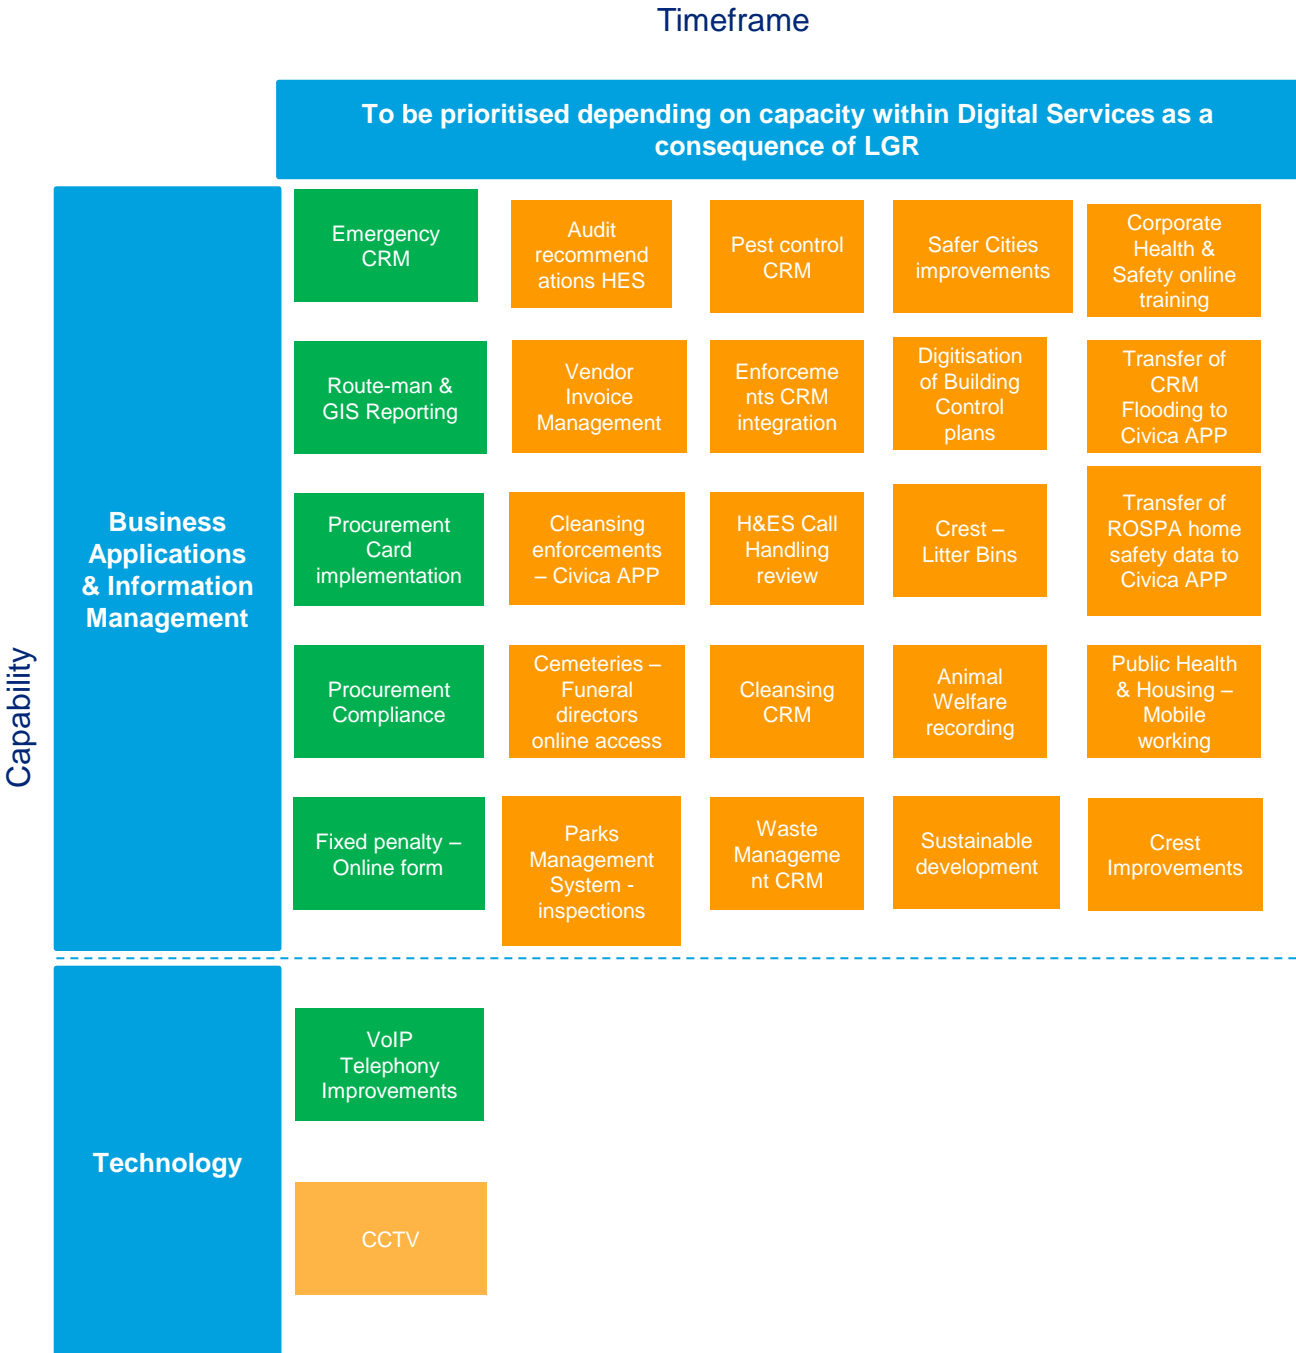 Timeframe
To be prioritised depending on capacity within Digital Services as a
consequence of LGR
Capability
Business
Applications
& Information
Management
Emergency
CRM
Audit
recommend
ations HES
Pest control
CRM
Safer Cities
improvements
Corporate
Health &
Safety online
training
Route-man &
GIS Reporting
Vendor
Invoice
Management
Enforceme
nts CRM
integration
Digitisation
of Building
Control
plans
Transfer of
CRM
Flooding to
Civica APP
Procurement
Card
implementation
Cleansing
enforcements
– Civica APP
H&ES Call
Handling
review
Crest –
Litter Bins
Transfer of
ROSPA home
safety data to
Civica APP
Procurement
Compliance
Cemeteries –
Funeral
directors
online access
Cleansing
CRM
Animal
Welfare
recording
Public Health
& Housing –
Mobile
working
Fixed penalty –
Online form
Parks
Management
System -
inspections
Waste
Manageme
nt CRM
Sustainable
development
Crest
Improvements
Technology
VoIP
Telephony
Improvements
CCTV